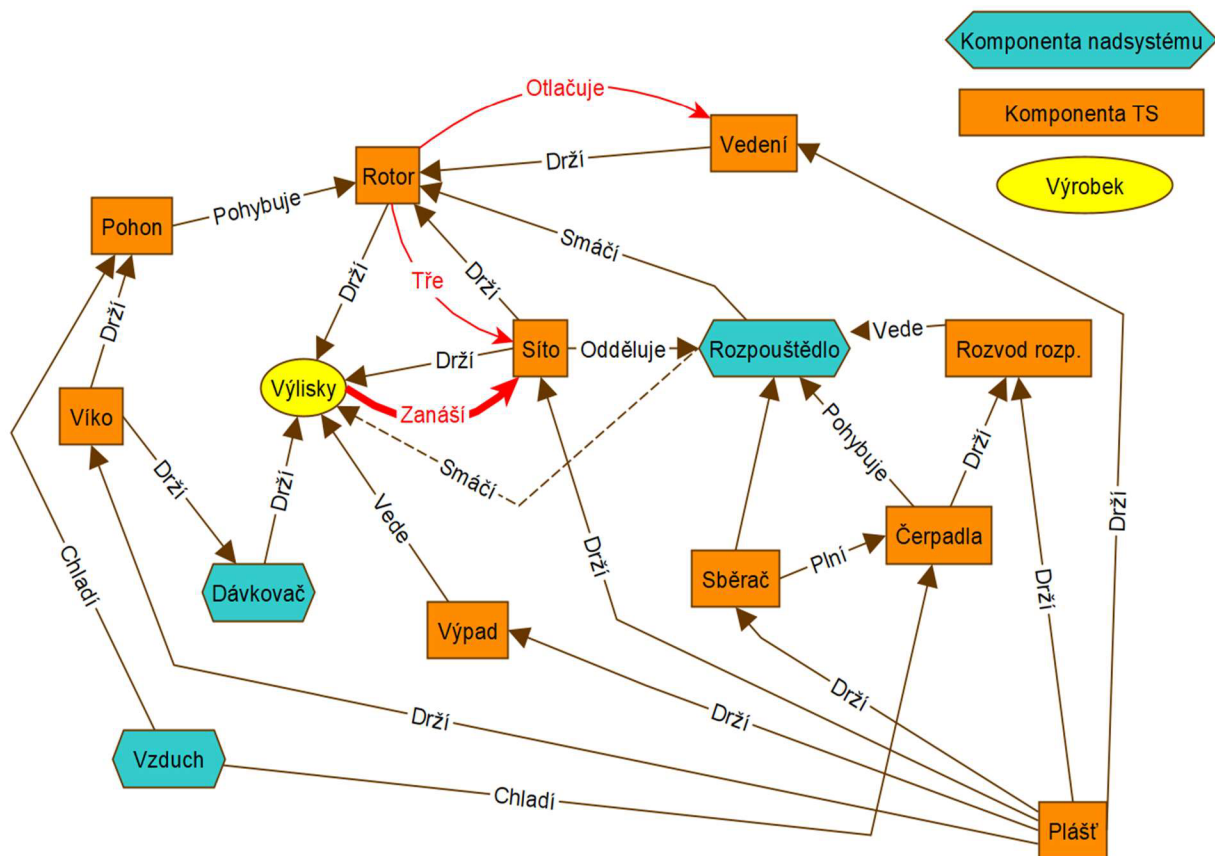 Komponenta nadsystému
Otlačuje
Komponenta TS
Vedení
Drží
Rotor
Výrobek
Pohybuje
Pohon
Smáčí
Drží
Tře
Drží
Drží
Vede
Síto
Odděluje
Rozpouštědlo
Rozvod rozp.
Drží
Výlisky
Zanáší
Víko
Pohybuje
Drží
Drží
Smáčí
Drží
Vede
Drží
Čerpadla
Drží
Chladí
Drží
Plní
Sběrač
Dávkovač
Drží
Výpad
Drží
Drží
Drží
Vzduch
Chladí
Plášť